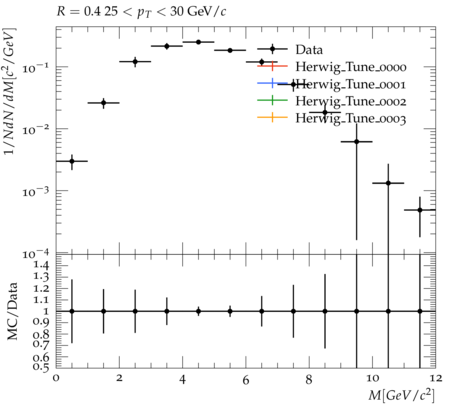 R = 0.4 25 < p_T < 30 GeV/c
1/NdN/dM[c²/GeV]
10⁻¹
10⁻²
10⁻³
10⁻⁴
Data
Herwig_Tune_0000
Herwig_Tune_0001
Herwig_Tune_0002
Herwig_Tune_0003
MC/Data
1.4
1.3
1.2
1.1
1
0.9
0.8
0.7
0.6
0.5
0 2 4 6 8 10 12
M[GeV/c²]